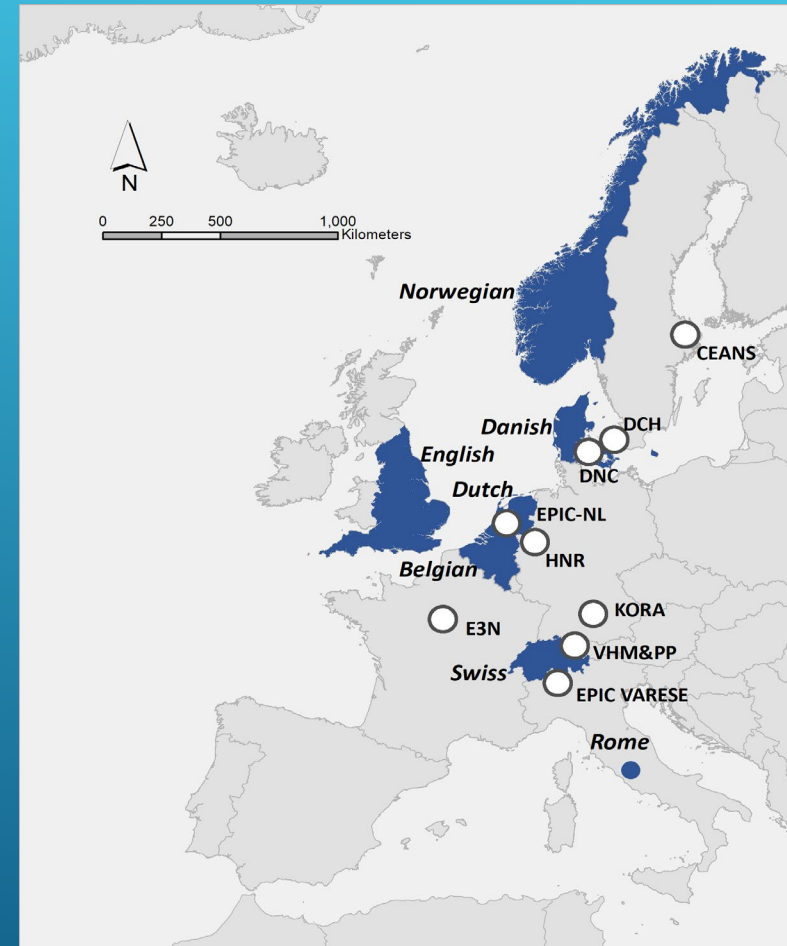 N
0 250 500 1,000
Kilometers
Norwegian
CEANS
Danish
DCH
English
DNC
Dutch
EPIC-NL
HNR
Belgian
KORA
E3N
VHM&PP
Swiss
EPIC VARESE
Rome